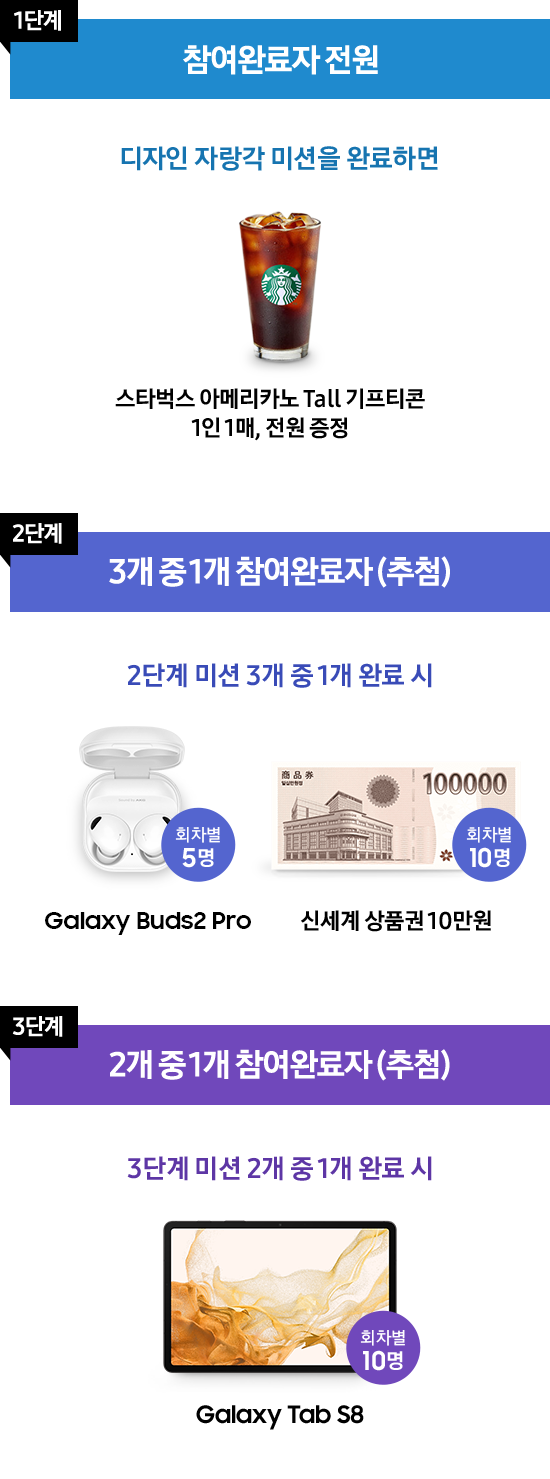 1단계
참여완료자 전원
디자인 자랑각 미션을 완료하면
스타벅스 아메리카노 Tall 기프티콘
1인 1매, 전원 증정
2단계
3개 중 1개 참여완료자 (추첨)
2단계 미션 3개 중 1개 완료 시
회차별
5명
Galaxy Buds2 Pro
商品券
일십만원정
100000
회차별
10명
신세계 상품권 10만원
3단계
2개 중 1개 참여완료자 (추첨)
3단계 미션 2개 중 1개 완료 시
회차별
10명
Galaxy Tab S8